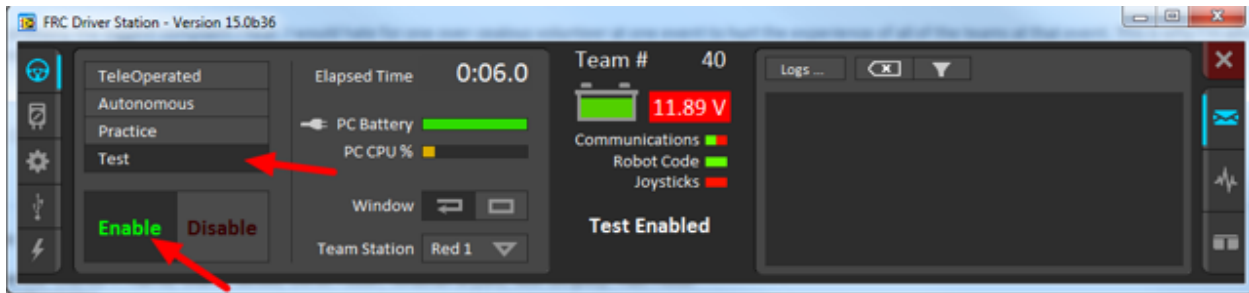 FRC Driver Station - Version 15.0b36
TeleOperated
Autonomous
Practice
Test
Enable Disable
Elapsed Time 0:06.0
PC Battery
PC CPU %
Window
Team Station Red 1
Team # 40
11.89 V
Communications
Robot Code
Joysticks
Test Enabled
Logs ...